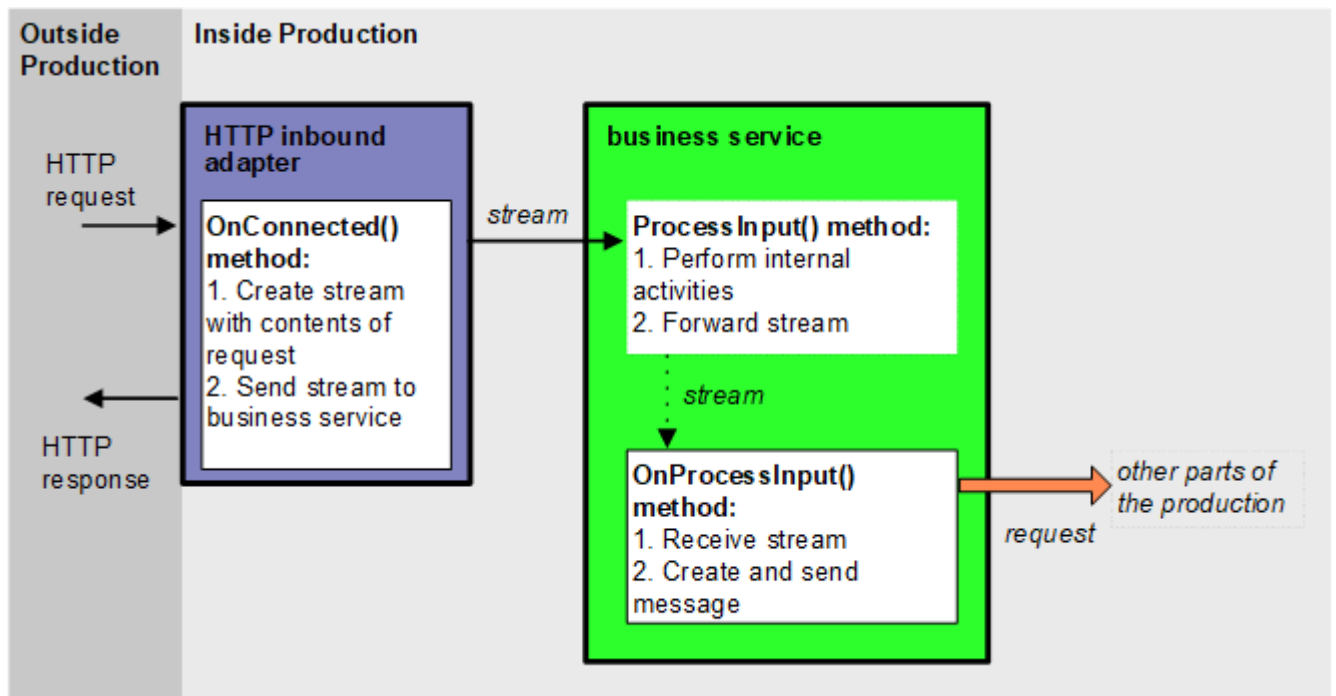 Outside
Production
Inside Production
HTTP
request
HTTP inbound
adapter
OnConnected()
method:
1. Create stream
with contents of
request
2. Send stream to
business service
HTTP
response
stream
business service
ProcessInput() method:
1. Perform internal
activities
2. Forward stream
stream
OnProcessInput()
method:
1. Receive stream
2. Create and send
message
request
other parts of
the production